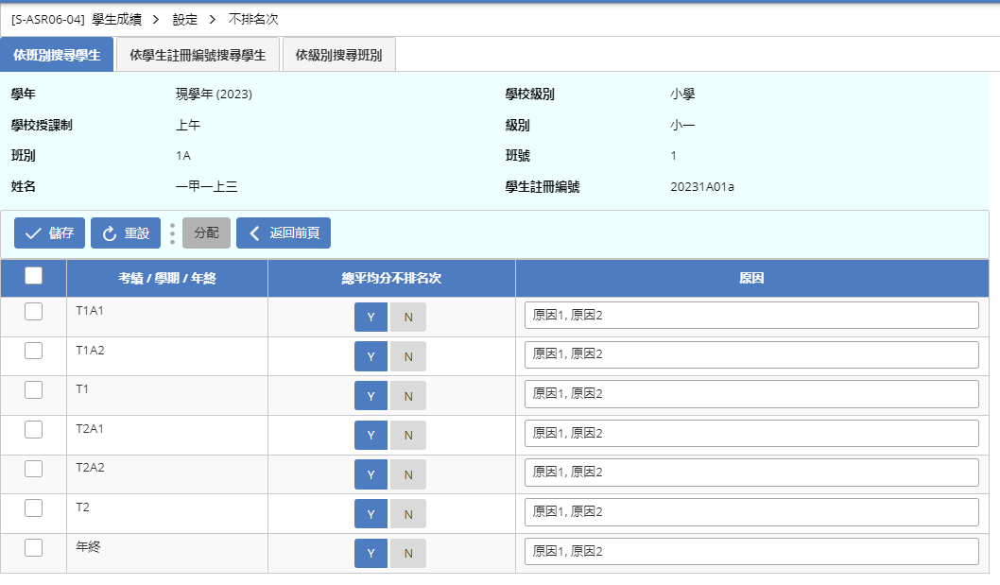 [S-ASR06-04] 學生成績 > 設定 > 不排名次
依班別搜尋學生 依學生註冊編號搜尋學生 依級別搜尋班別
學年 現學年 (2023) 學校級別 小學
學校授課制 上午 級別 小一
班別 1A 班號 1
姓名 一甲一上三 學生註冊編號 20231A01a
儲存 重設 分配 返回前頁
考績 / 學期 / 年終 總平均分不排名次 原因
T1A1 Y N 原因1, 原因2
T1A2 Y N 原因1, 原因2
T1 Y N 原因1, 原因2
T2A1 Y N 原因1, 原因2
T2A2 Y N 原因1, 原因2
T2 Y N 原因1, 原因2
年終 Y N 原因1, 原因2